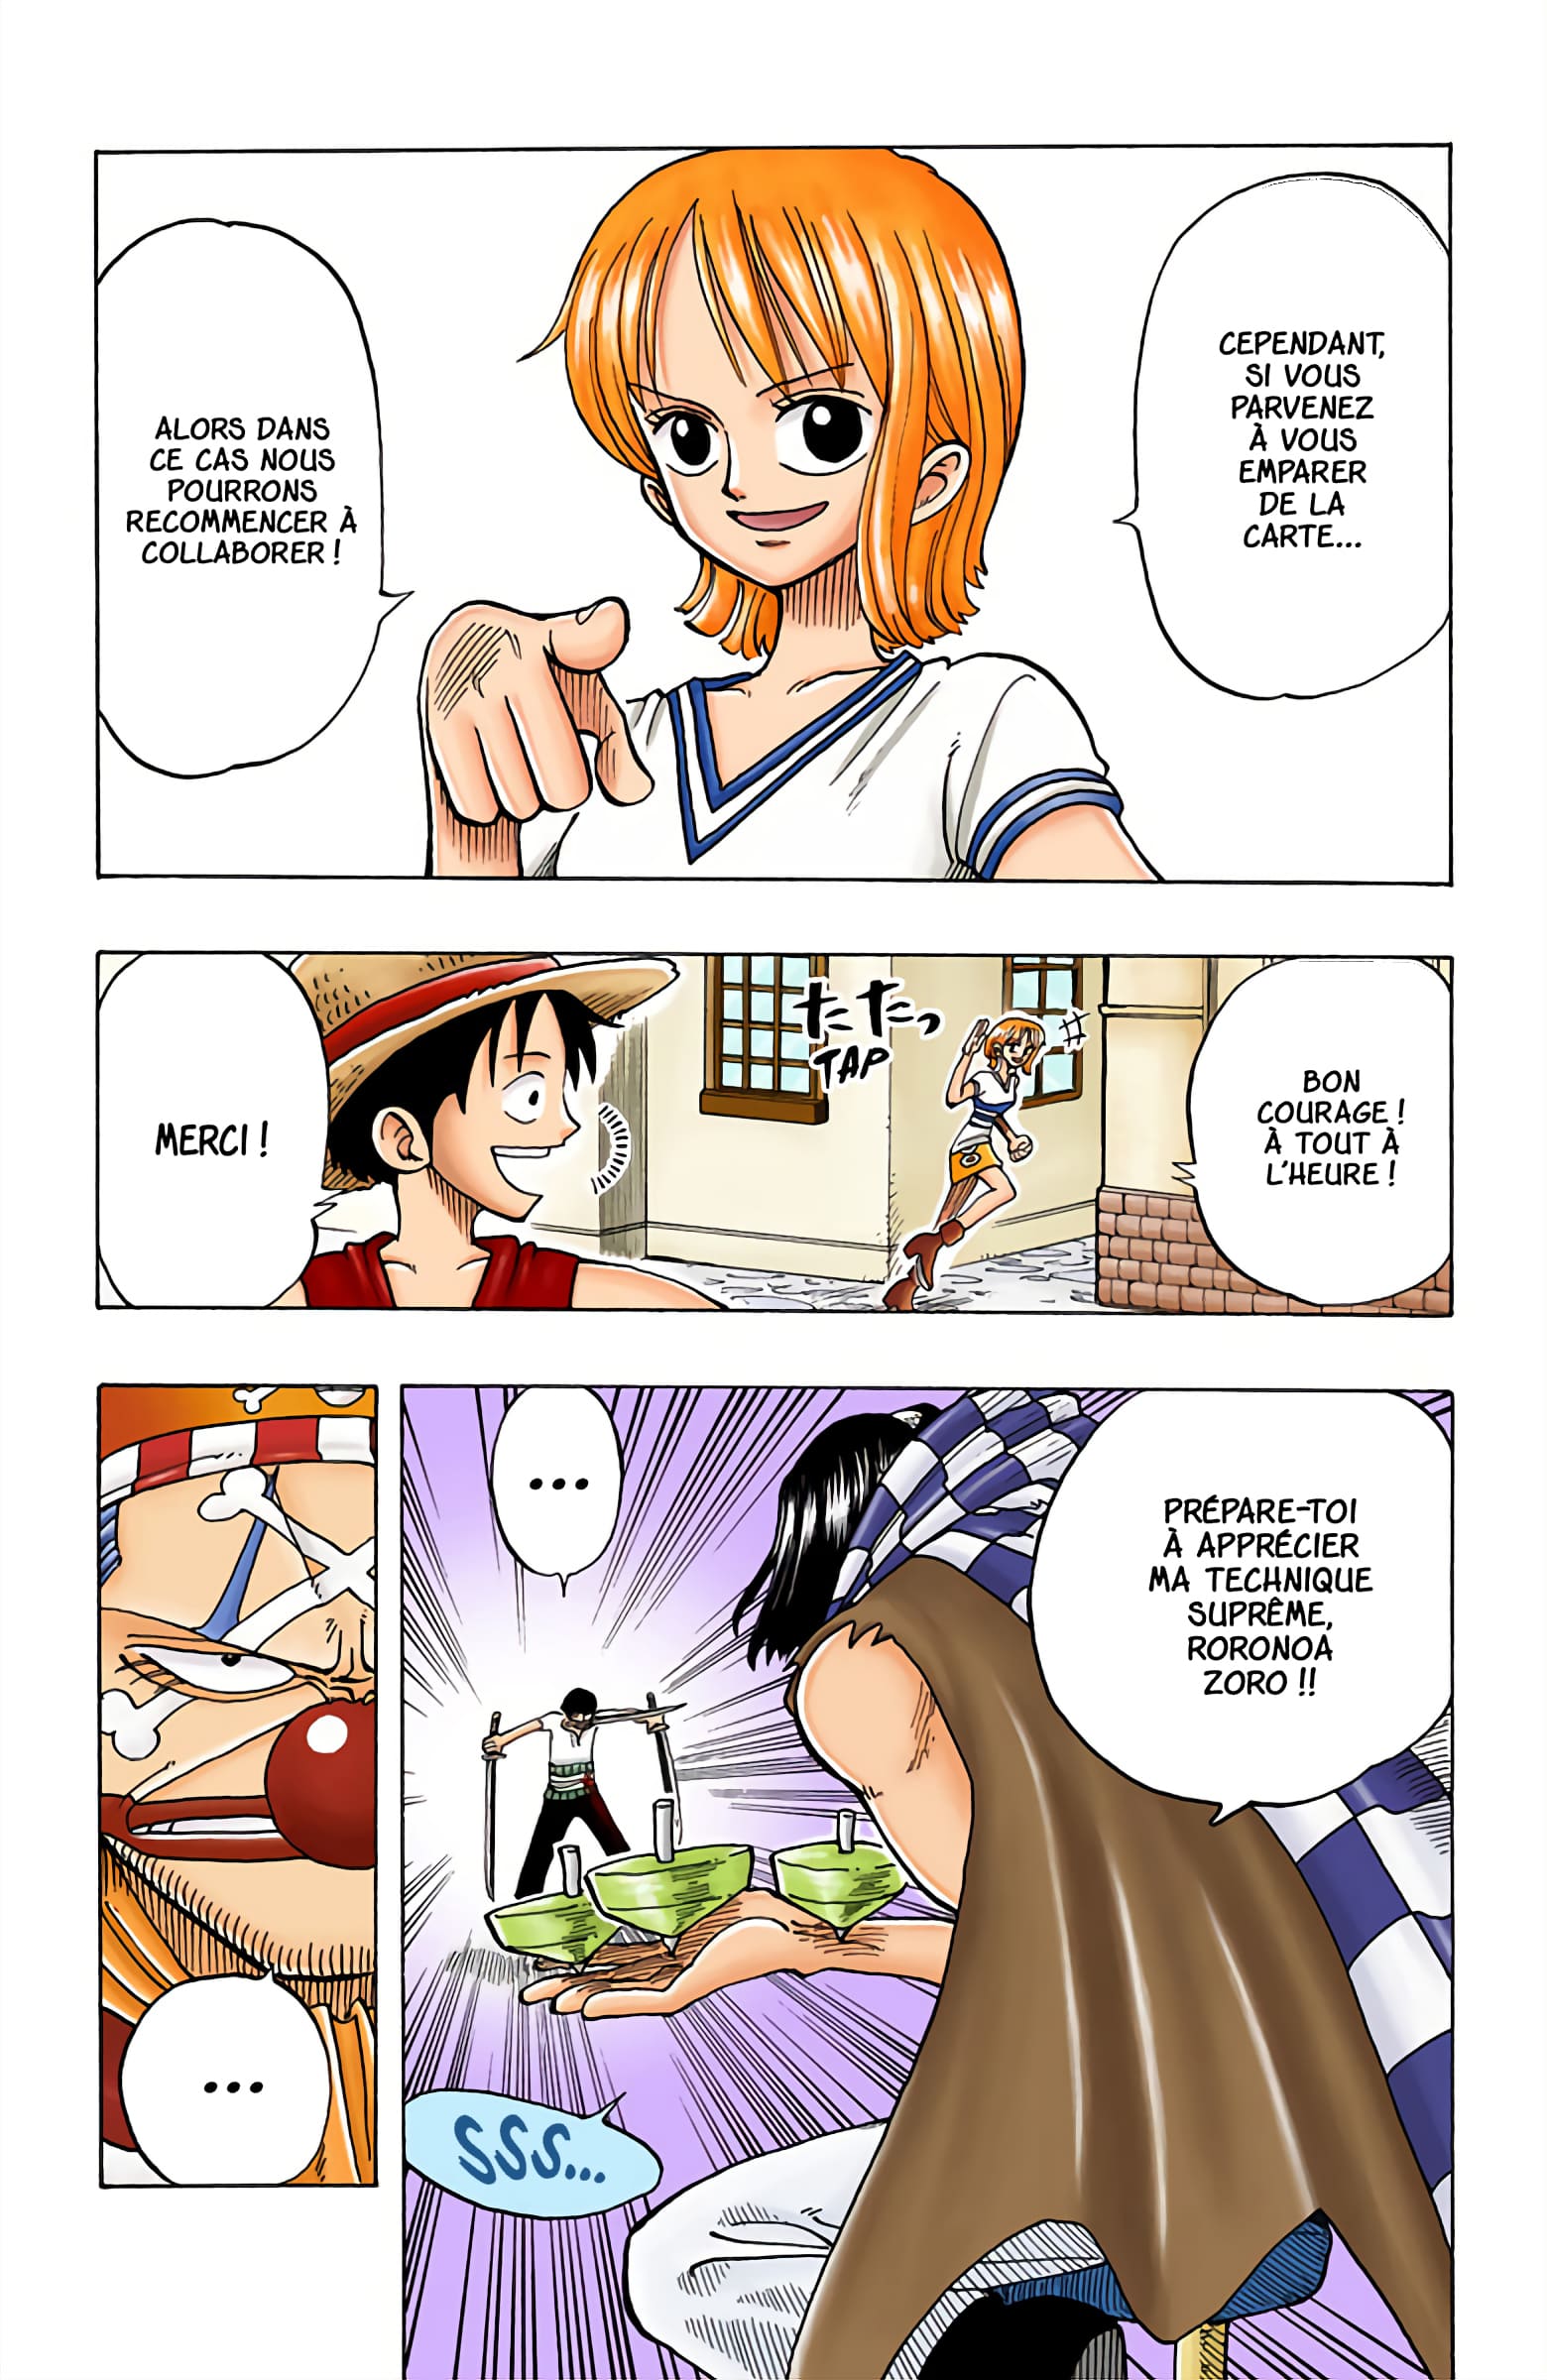 CEPENDANT,
SI VOUS
PARVENEZ
À VOUS
EMPARER
DE LA
CARTE...
ALORS DANS
CE CAS NOUS
POURRONS
RECOMMENCER À
COLLABORER !
BON
COURAGE !
À TOUT À
L'HEURE !
たたっ
TAP
MERCI !
PRÉPARE-TOI
À APPRÉCIER
MA TECHNIQUE
SUPRÊME,
RORONOA
ZORO !!
...
SSS...
...